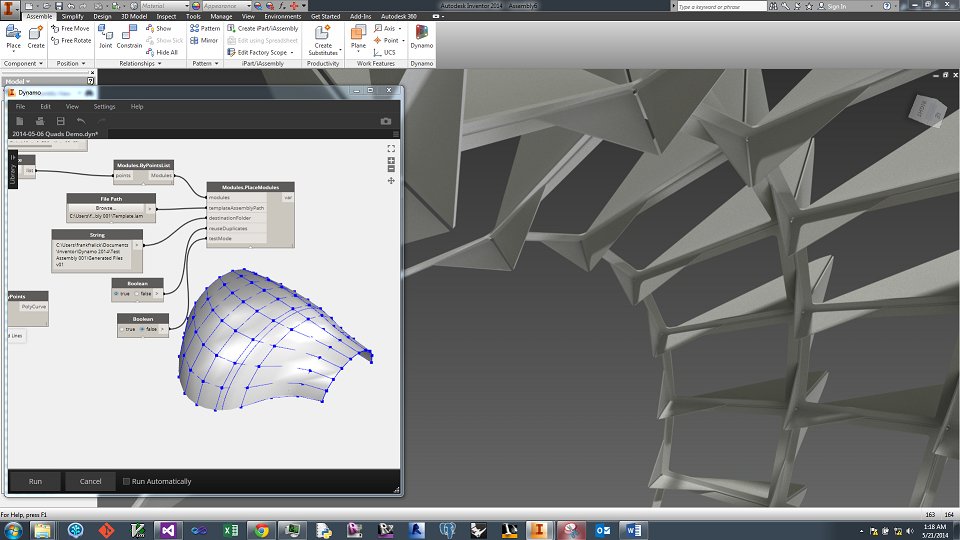 Material
Appearance
Autodesk Inventor 2014 - Assembly6
Type a keyword or phrase
Sign In
Assemble Simplify Design 3D Model Inspect Tools Manage View Environments Get Started Add-Ins Autodesk 360
Place
Create
Free Move
Free Rotate
Joint
Constrain
Show
Show Sick
Hide All
Pattern
Mirror
Create iPart/iAssembly
Edit using Spreadsheet
Edit Factory Scope
Create
Substitutes
Plane
Axis
Point
UCS
Dynamo
Component
Position
Relationships
Pattern
iPart/iAssembly
Productivity
Work Features
Dynamo
Model
Dynamo
File Edit View Settings Help
2014-05-06 Quads Demo.dyn*
Library
list
Modules.ByPointsList
points Modules
File Path
Browse...
C:\Users\f...bly 001\Template.iam
String
C:\Users\frankfralick\Documents
\Inventor\Dynamo 2014\Test
Assembly 001\Generated Files
v01
Modules.PlaceModules
modules var
templateAssemblyPath
destinationFolder
reuseDuplicates
testMode
Boolean
true false
Boolean
true false
yPoints
PolyCurve
d Lines
Run
Cancel
Run Automatically
For Help, press F1
163 164
1:18 AM
5/21/2014